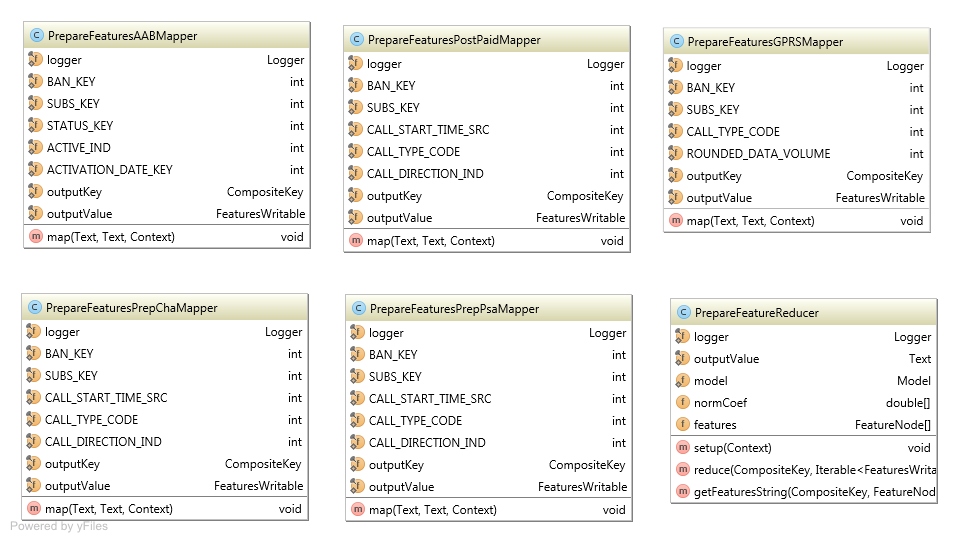 PrepareFeaturesAABMapper
logger Logger
BAN_KEY int
SUBS_KEY int
STATUS_KEY int
ACTIVE_IND int
ACTIVATION_DATE_KEY int
outputKey CompositeKey
outputValue FeaturesWritable
map(Text, Text, Context) void
PrepareFeaturesPostPaidMapper
logger Logger
BAN_KEY int
SUBS_KEY int
CALL_START_TIME_SRC int
CALL_TYPE_CODE int
CALL_DIRECTION_IND int
outputKey CompositeKey
outputValue FeaturesWritable
map(Text, Text, Context) void
PrepareFeaturesGPRSMapper
logger Logger
BAN_KEY int
SUBS_KEY int
CALL_TYPE_CODE int
ROUNDED_DATA_VOLUME int
outputKey CompositeKey
outputValue FeaturesWritable
map(Text, Text, Context) void
PrepareFeaturesPrepChaMapper
logger Logger
BAN_KEY int
SUBS_KEY int
CALL_START_TIME_SRC int
CALL_TYPE_CODE int
CALL_DIRECTION_IND int
outputKey CompositeKey
outputValue FeaturesWritable
map(Text, Text, Context) void
PrepareFeaturesPrepPsaMapper
logger Logger
BAN_KEY int
SUBS_KEY int
CALL_START_TIME_SRC int
CALL_TYPE_CODE int
CALL_DIRECTION_IND int
outputKey CompositeKey
outputValue FeaturesWritable
map(Text, Text, Context) void
PrepareFeatureReducer
logger Logger
outputValue Text
model Model
normCoef double[]
features FeatureNode[]
setup(Context) void
reduce(CompositeKey, Iterable<FeaturesWrita
getFeaturesString(CompositeKey, FeatureNod
Powered by yFiles